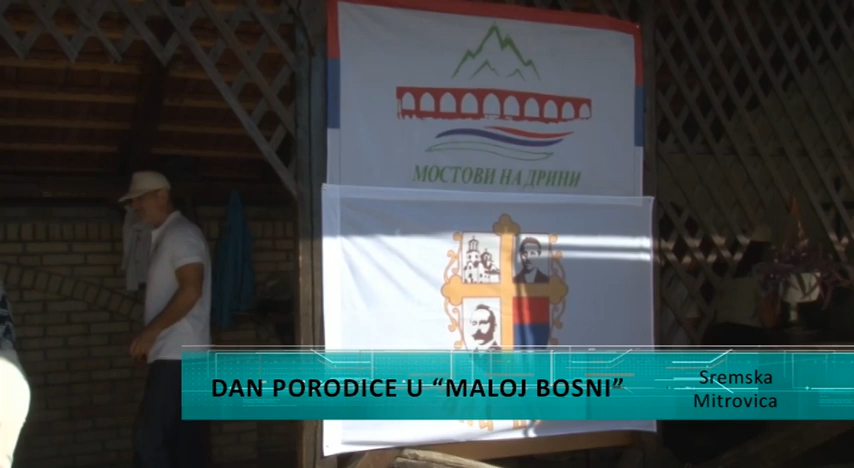 МОСТОВИ НА ДРИНИ
DAN PORODICE U “MALOJ BOSNI”
Sremska
Mitrovica